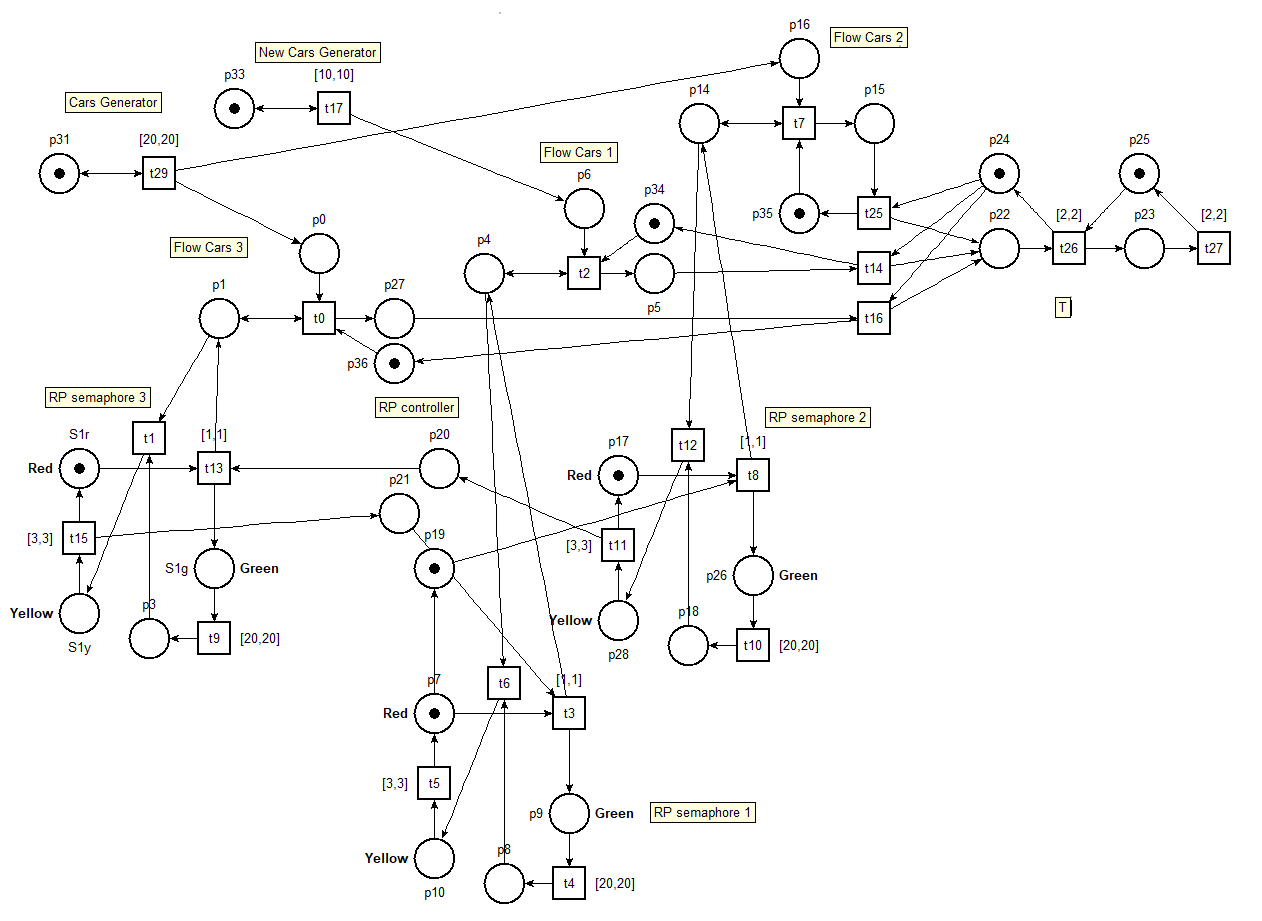 p16
Flow Cars 2
New Cars Generator
p33
[10,10]
t17
p14
t7
p15
Cars Generator
p31
[20,20]
t29
Flow Cars 1
p6
p34
p35
t25
p24
p25
p0
Flow Cars 3
p4
t2
p5
t14
p22
[2,2]
t26
p23
[2,2]
t27
p1
t0
p27
p36
t16
T
RP semaphore 3
RP controller
RP semaphore 2
S1r
Red
t1
[1,1]
t13
p20
p17
Red
t12
[1,1]
t8
p21
[3,3]
t15
p19
[3,3]
t11
S1g
Green
p26
Green
Yellow
S1y
p3
t9
[20,20]
Yellow
p28
p18
t10
[20,20]
p7
Red
t6
[1,1]
t3
[3,3]
t5
p9
Green
RP semaphore 1
Yellow
p10
p8
t4
[20,20]